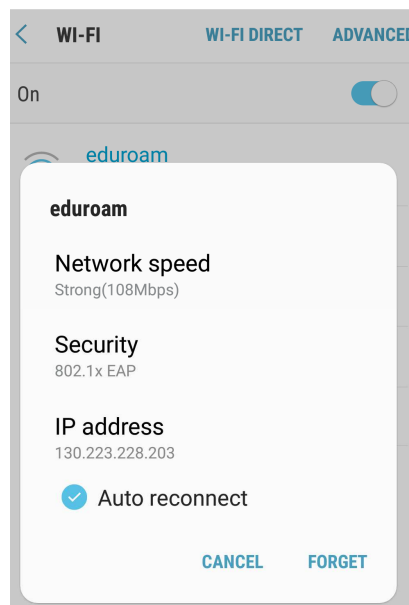 WI-FI WI-FI DIRECT ADVANCED
On
eduroam
eduroam
Network speed
Strong(108Mbps)
Security
802.1x EAP
IP address
130.223.228.203
Auto reconnect
CANCEL FORGET